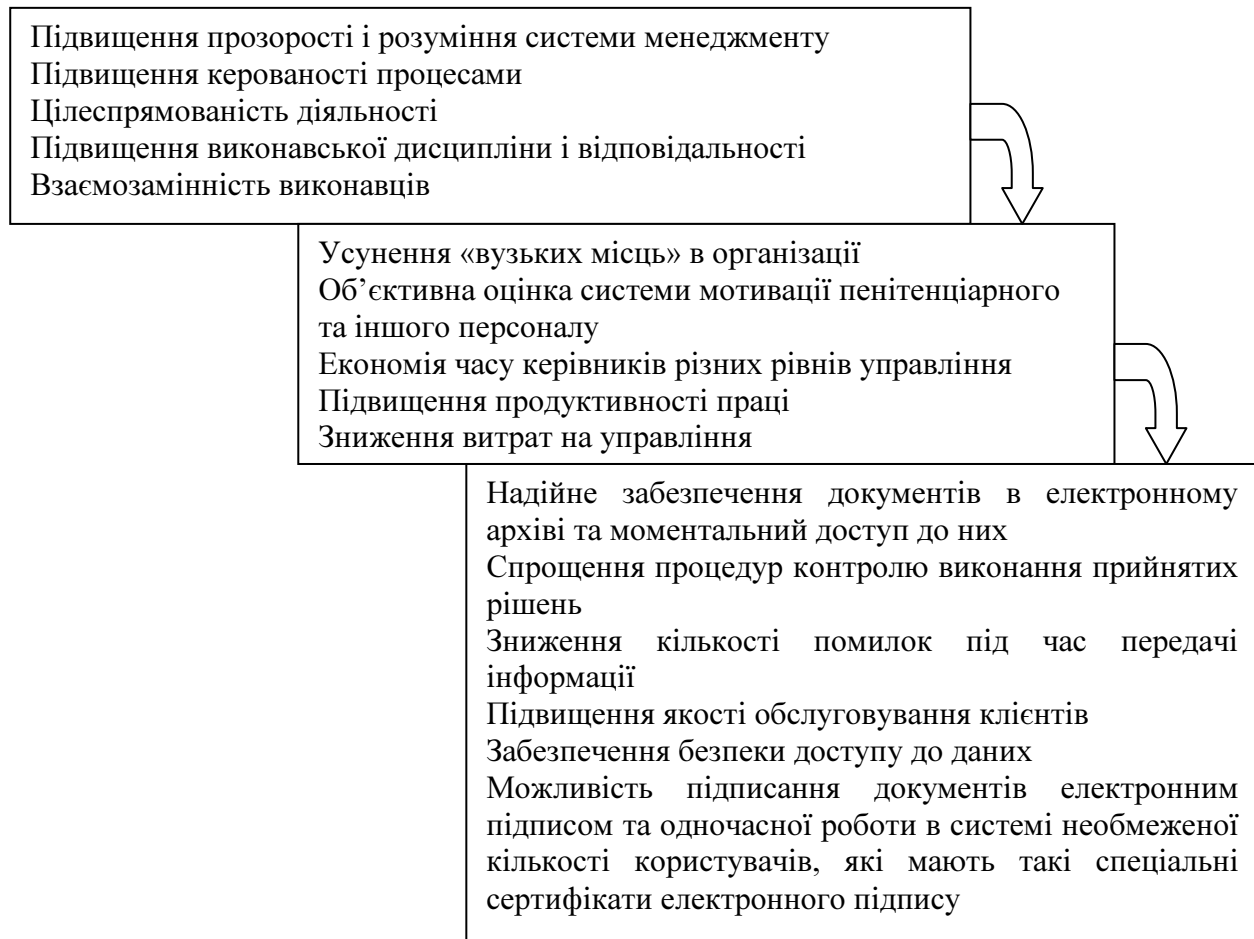 Підвищення прозорості і розуміння системи менеджменту
Підвищення керованості процесами
Цілеспрямованість діяльності
Підвищення виконавської дисципліни і відповідальності
Взаємозамінність виконавців
Усунення «вузьких місць» в організації
Об’єктивна оцінка системи мотивації пенітенціарного
та іншого персоналу
Економія часу керівників різних рівнів управління
Підвищення продуктивності праці
Зниження витрат на управління
Надійне забезпечення документів в електронному
архіві та моментальний доступ до них
Спрощення процедур контролю виконання прийнятих
рішень
Зниження кількості помилок під час передачі
інформації
Підвищення якості обслуговування клієнтів
Забезпечення безпеки доступу до даних
Можливість підписання документів електронним
підписом та одночасної роботи в системі необмеженої
кількості користувачів, які мають такі спеціальні
сертифікати електронного підпису